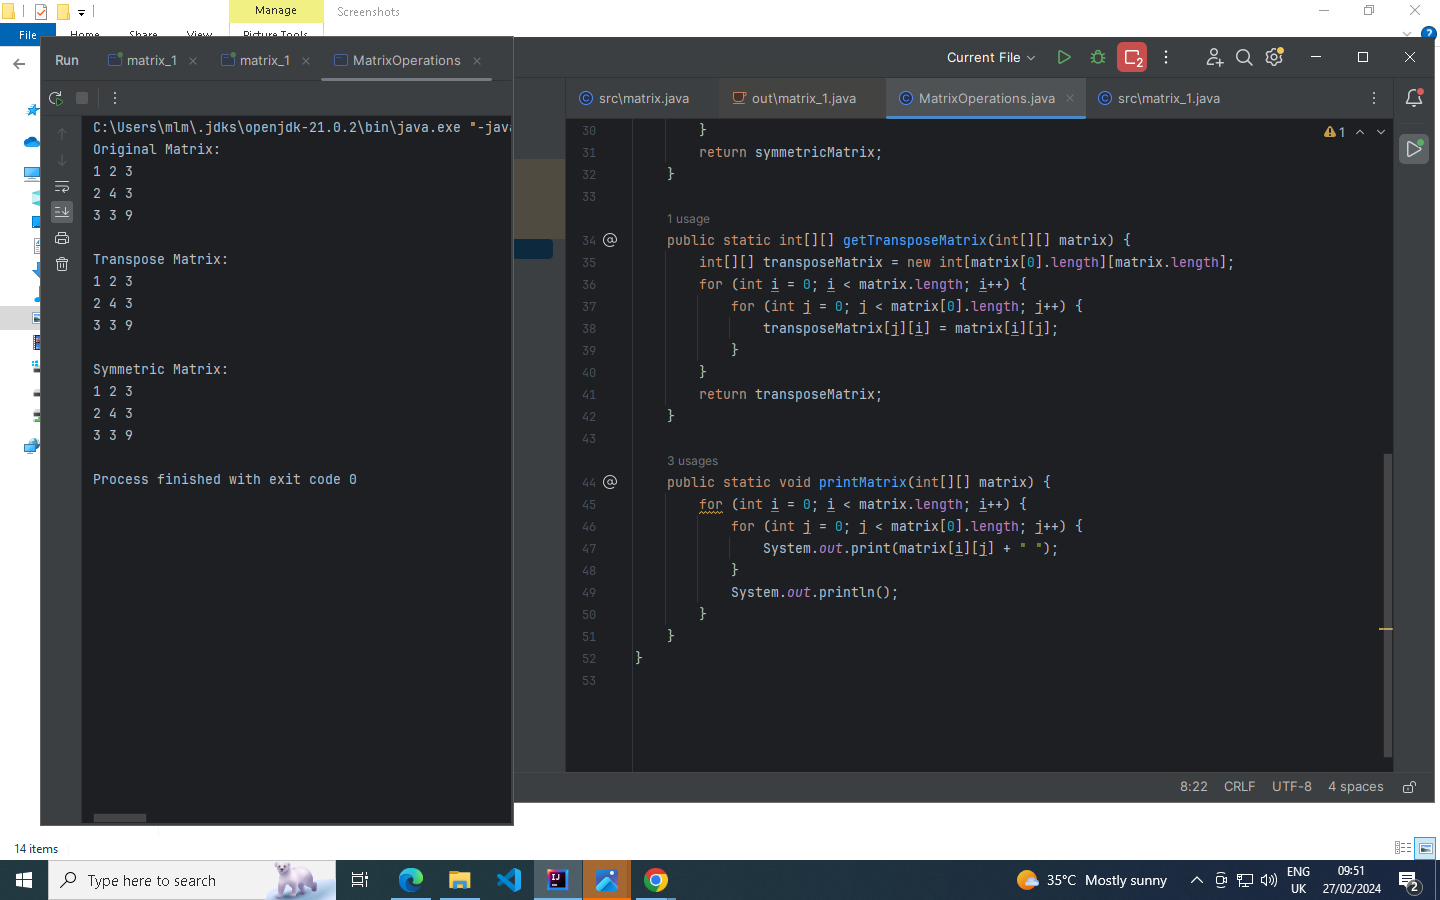 Manage
Screenshots
File
Home
Share
View
Picture Tools
Run
matrix_1
matrix_1
MatrixOperations
C:\Users\mlm\.jdks\openjdk-21.0.2\bin\java.exe "-java
Original Matrix:
1 2 3
2 4 3
3 3 9
Transpose Matrix:
1 2 3
2 4 3
3 3 9
Symmetric Matrix:
1 2 3
2 4 3
3 3 9
Process finished with exit code 0
Current File
2
src\matrix.java
out\matrix_1.java
MatrixOperations.java
src\matrix_1.java
1
30 }
31 return symmetricMatrix;
32 }
33
1 usage
34 @ public static int[][] getTransposeMatrix(int[][] matrix) {
35 int[][] transposeMatrix = new int[matrix[0].length][matrix.length];
36 for (int i = 0; i < matrix.length; i++) {
37 for (int j = 0; j < matrix[0].length; j++) {
38 transposeMatrix[j][i] = matrix[i][j];
39 }
40 }
41 return transposeMatrix;
42 }
43
3 usages
44 @ public static void printMatrix(int[][] matrix) {
45 for (int i = 0; i < matrix.length; i++) {
46 for (int j = 0; j < matrix[0].length; j++) {
47 System.out.print(matrix[i][j] + " ");
48 }
49 System.out.println();
50 }
51 }
52 }
53
8:22 CRLF UTF-8 4 spaces
14 items
Type here to search
35°C Mostly sunny
ENG
UK
09:51
27/02/2024
2